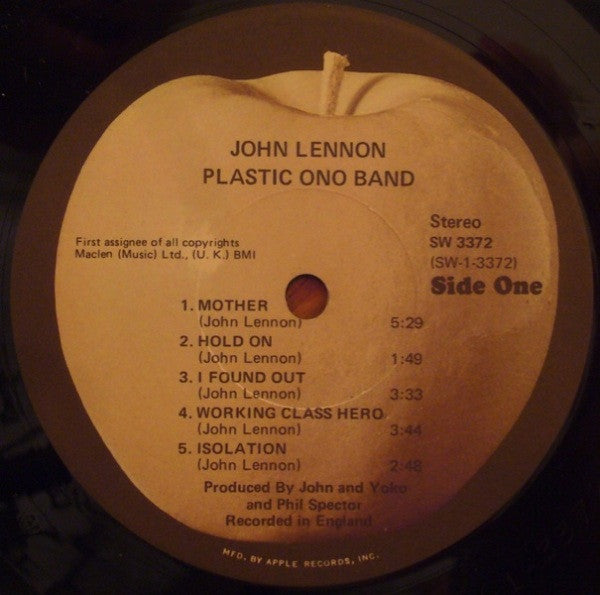 JOHN LENNON
PLASTIC ONO BAND
First assignee of all copyrights
Maclen (Music) Ltd., (U. K.) BMI
Stereo
SW 3372
(SW-1-3372)
Side One
1. MOTHER
(John Lennon) 5:29
2. HOLD ON
(John Lennon) 1:49
3. I FOUND OUT
(John Lennon) 3:33
4. WORKING CLASS HERO
(John Lennon) 3:44
5. ISOLATION
(John Lennon) 2:48
Produced By John and Yoko
and Phil Spector
Recorded in England
MFD. BY APPLE RECORDS, INC.